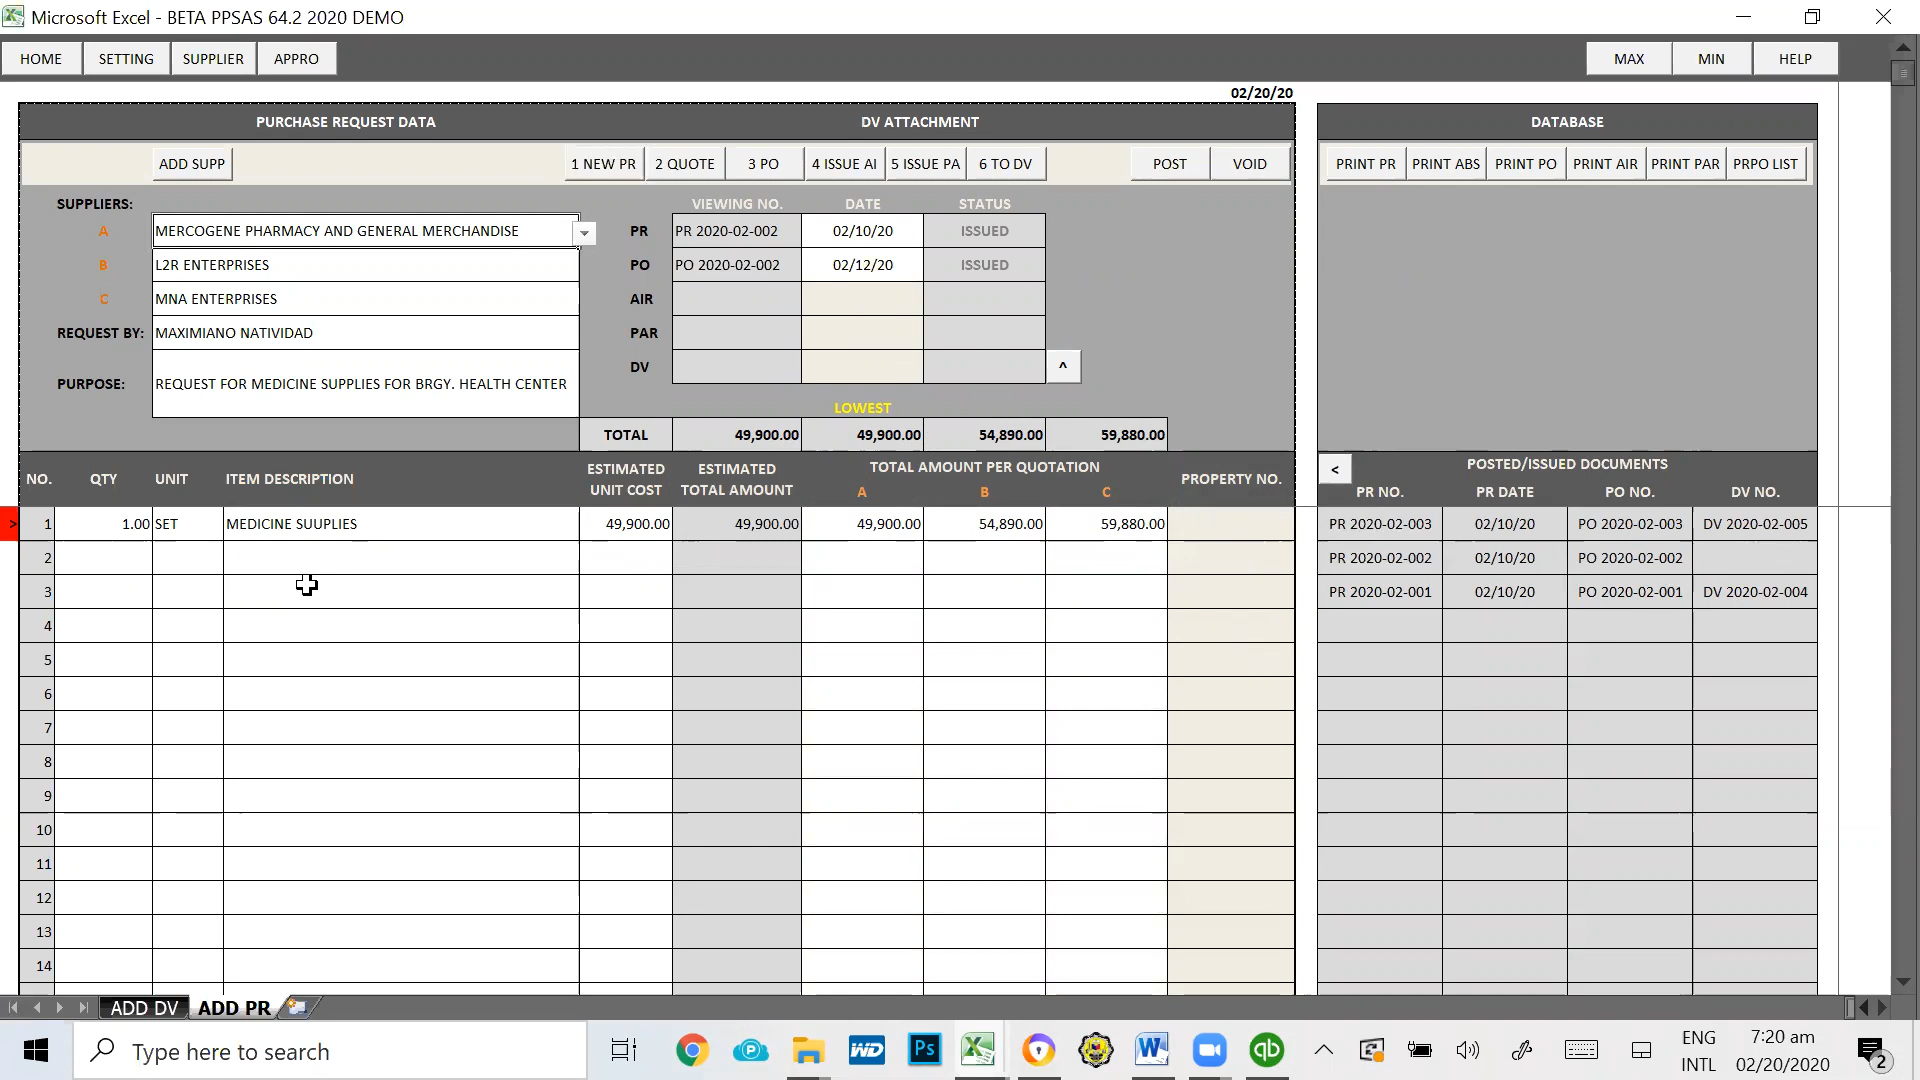 Microsoft Excel - BETA PPSAS 64.2 2020 DEMO
HOME SETTING SUPPLIER APPRO MAX MIN HELP
02/20/20
PURCHASE REQUEST DATA DV ATTACHMENT DATABASE
ADD SUPP 1 NEW PR 2 QUOTE 3 PO 4 ISSUE AI 5 ISSUE PA 6 TO DV POST VOID PRINT PR PRINT ABS PRINT PO PRINT AIR PRINT PAR PRPO LIST
SUPPLIERS: VIEWING NO. DATE STATUS
A MERCOGENE PHARMACY AND GENERAL MERCHANDISE PR PR 2020-02-002 02/10/20 ISSUED
B L2R ENTERPRISES PO PO 2020-02-002 02/12/20 ISSUED
C MNA ENTERPRISES AIR
REQUEST BY: MAXIMIANO NATIVIDAD PAR
DV ^
PURPOSE: REQUEST FOR MEDICINE SUPPLIES FOR BRGY. HEALTH CENTER
LOWEST
TOTAL 49,900.00 49,900.00 54,890.00 59,880.00
NO. QTY UNIT ITEM DESCRIPTION ESTIMATED UNIT COST ESTIMATED TOTAL AMOUNT TOTAL AMOUNT PER QUOTATION PROPERTY NO. < POSTED/ISSUED DOCUMENTS
A B C PR NO. PR DATE PO NO. DV NO.
> 1 1.00 SET MEDICINE SUUPLIES 49,900.00 49,900.00 49,900.00 54,890.00 59,880.00 PR 2020-02-003 02/10/20 PO 2020-02-003 DV 2020-02-005
2 PR 2020-02-002 02/10/20 PO 2020-02-002
3 PR 2020-02-001 02/10/20 PO 2020-02-001 DV 2020-02-004
4
5
6
7
8
9
10
11
12
13
14
ADD DV ADD PR
Type here to search WD Ps qb ENG 7:20 am
INTL 02/20/2020 2